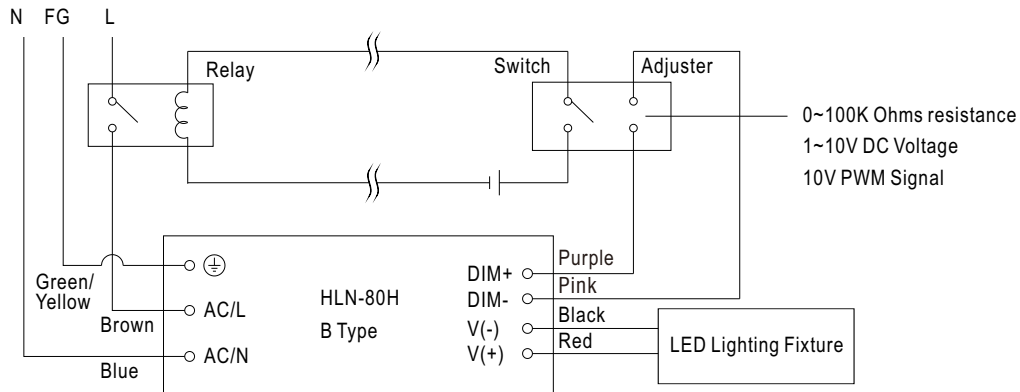 N FG L
Relay
Switch
Adjuster
0~100K Ohms resistance
1~10V DC Voltage
10V PWM Signal
Green/
Yellow
Brown
Blue
AC/L
AC/N
HLN-80H
B Type
DIM+
DIM-
V(-)
V(+)
Purple
Pink
Black
Red
LED Lighting Fixture